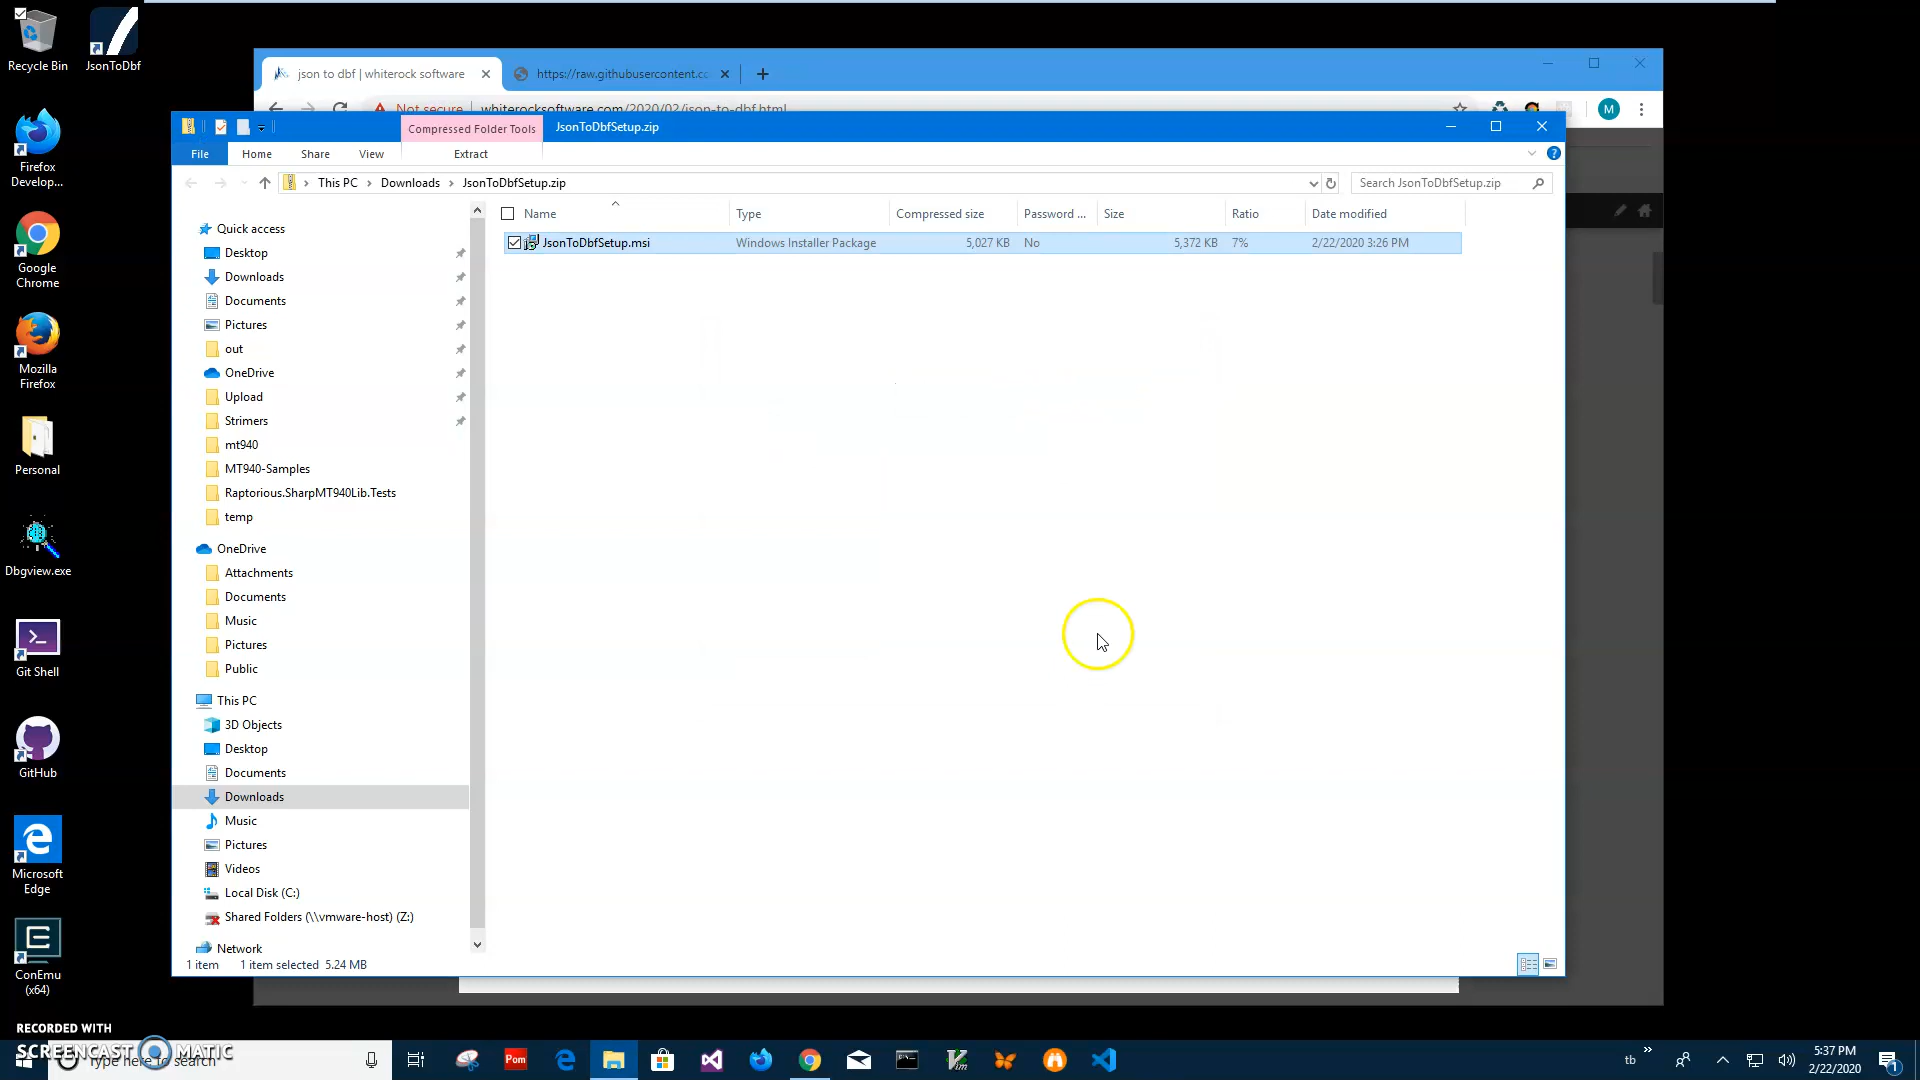 Recycle Bin
JsonToDbf
Firefox
Develop...
Google
Chrome
Mozilla
Firefox
Personal
Dbgview.exe
Git Shell
GitHub
Microsoft
Edge
ConEmu
(x64)
json to dbf | whiterock software
https://raw.githubusercontent.cc
Not secure
whiterocksoftware.com/2020/02/json-to-dbf.html
M
Compressed Folder Tools
JsonToDbfSetup.zip
File
Home
Share
View
Extract
This PC
Downloads
JsonToDbfSetup.zip
Search JsonToDbfSetup.zip
Name
Type
Compressed size
Password ...
Size
Ratio
Date modified
JsonToDbfSetup.msi
Windows Installer Package
5,027 KB
No
5,372 KB
7%
2/22/2020 3:26 PM
Quick access
Desktop
Downloads
Documents
Pictures
out
OneDrive
Upload
Strimers
mt940
MT940-Samples
Raptorious.SharpMT940Lib.Tests
temp
OneDrive
Attachments
Documents
Music
Pictures
Public
This PC
3D Objects
Desktop
Documents
Downloads
Music
Pictures
Videos
Local Disk (C:)
Shared Folders (\\vmware-host) (Z:)
Network
1 item
1 item selected 5.24 MB
RECORDED WITH
SCREENCAST MATIC
Type here to search
Pom
tb
5:37 PM
2/22/2020
1